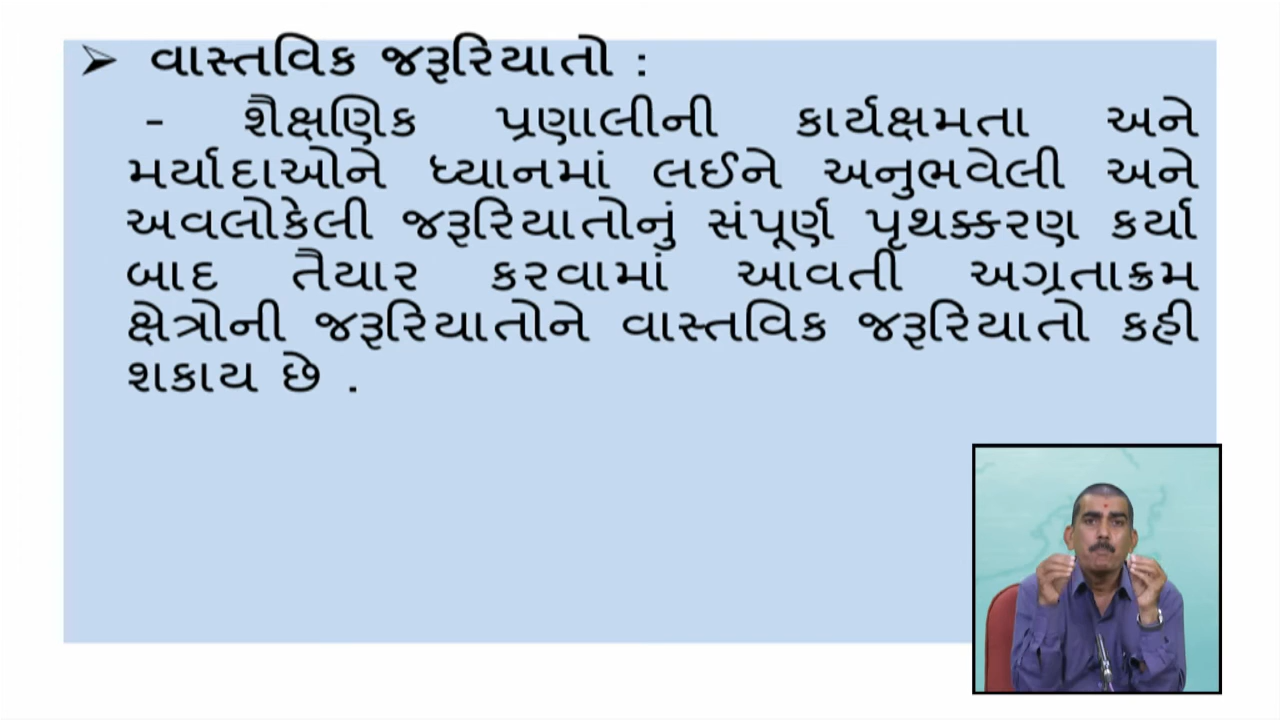 ➢ વાસ્તવિક જરૂરિયાતો :
- શૈક્ષણિક પ્રણાલીની કાર્યક્ષમતા અને
મર્યાદાઓને ધ્યાનમાં લઈને અનુભવેલી અને
અવલોકેલી જરૂરિયાતોનું સંપૂર્ણ પૃથક્કરણ કર્યા
બાદ તૈયાર કરવામાં આવતી અગ્રતાક્રમ
ક્ષેત્રોની જરૂરિયાતોને વાસ્તવિક જરૂરિયાતો કહી
શકાય છે .